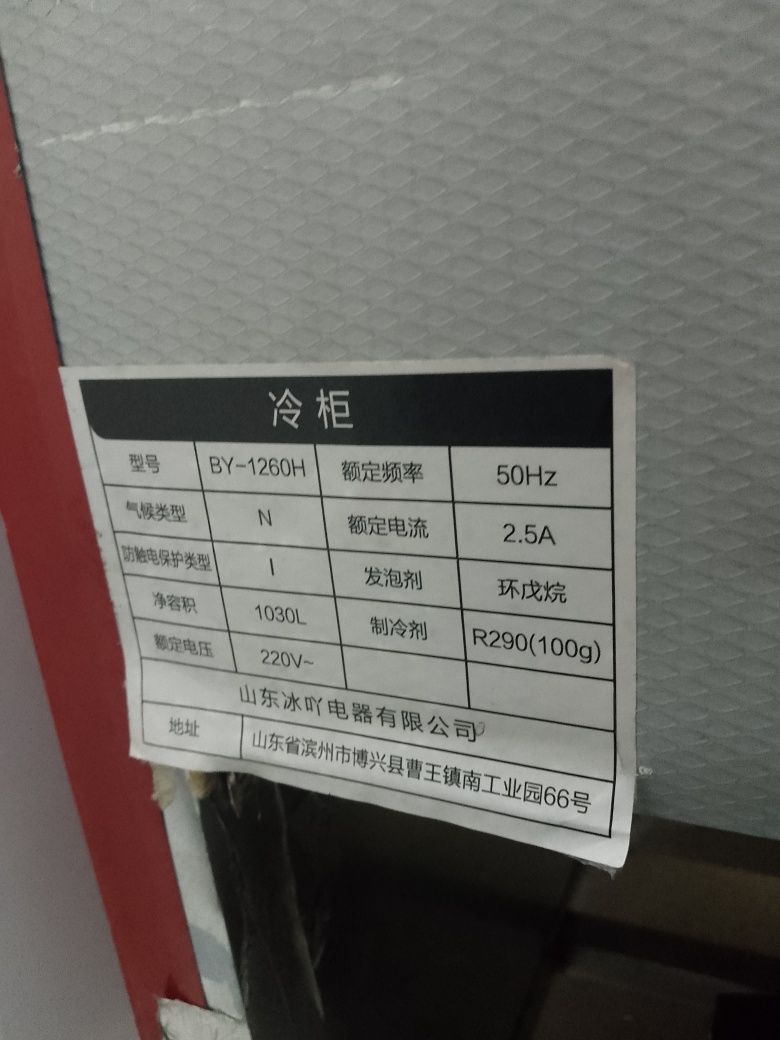 冷柜
型号 BY-1260H 额定频率 50Hz
气候类型 N 额定电流 2.5A
防触电保护类型 I 发泡剂 环戊烷
净容积 1030L 制冷剂 R290(100g)
额定电压 220V~
山东冰吖电器有限公司
地址 山东省滨州市博兴县曹王镇南工业园66号